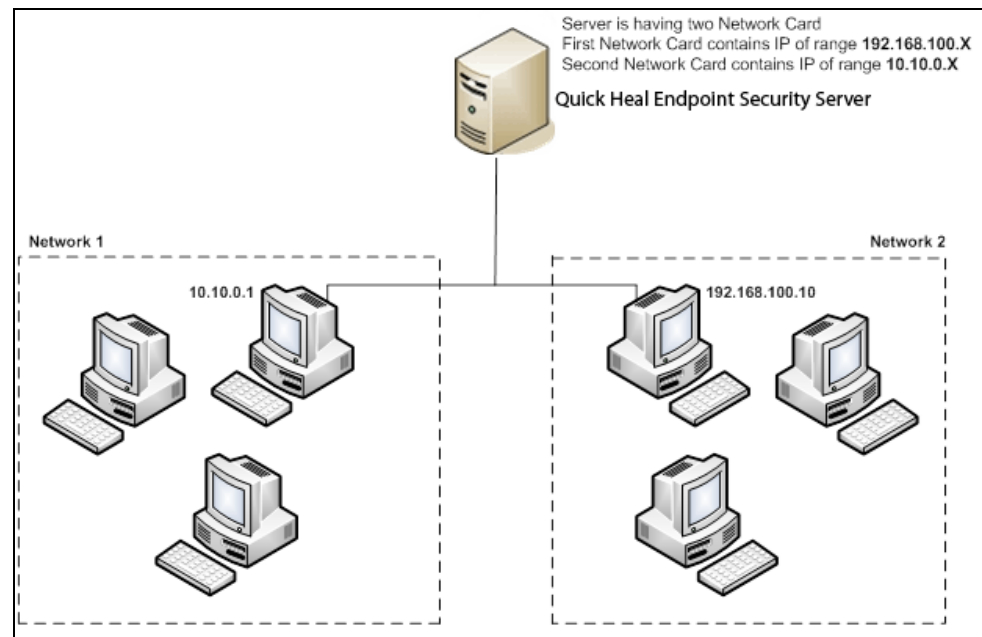 Server is having two Network Card
First Network Card contains IP of range 192.168.100.X
Second Network Card contains IP of range 10.10.0.X
Quick Heal Endpoint Security Server
Network 1
Network 2
10.10.0.1
192.168.100.10